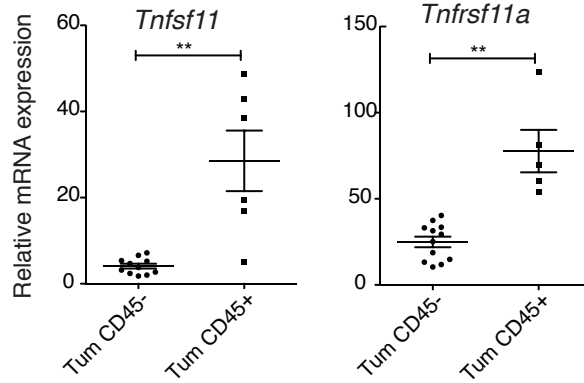 Tnfsf11
Tnfrsf11a
Relative mRNA expression
60
40
20
0
**
Tum CD45-
Tum CD45+
150
100
50
0
**
Tum CD45-
Tum CD45+